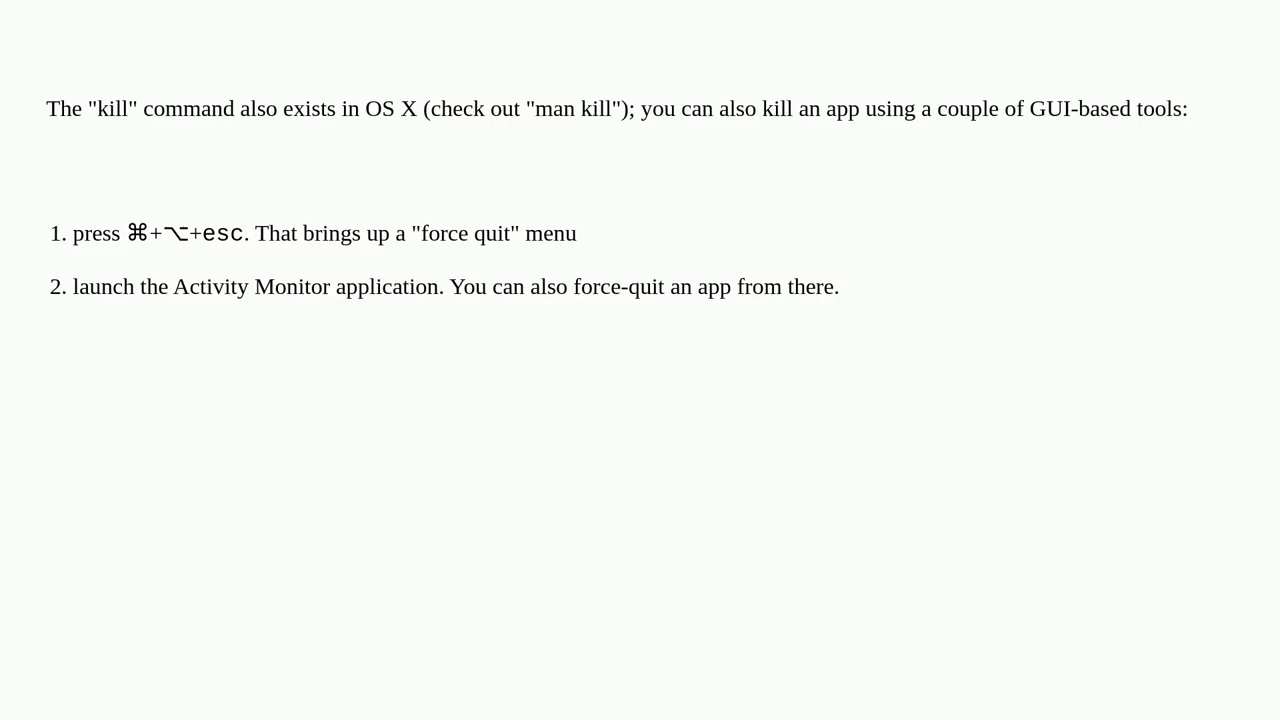 The "kill" command also exists in OS X (check out "man kill"); you can also kill an app using a couple of GUI-based tools:
1. press ⌘+⌥+esc. That brings up a "force quit" menu
2. launch the Activity Monitor application. You can also force-quit an app from there.